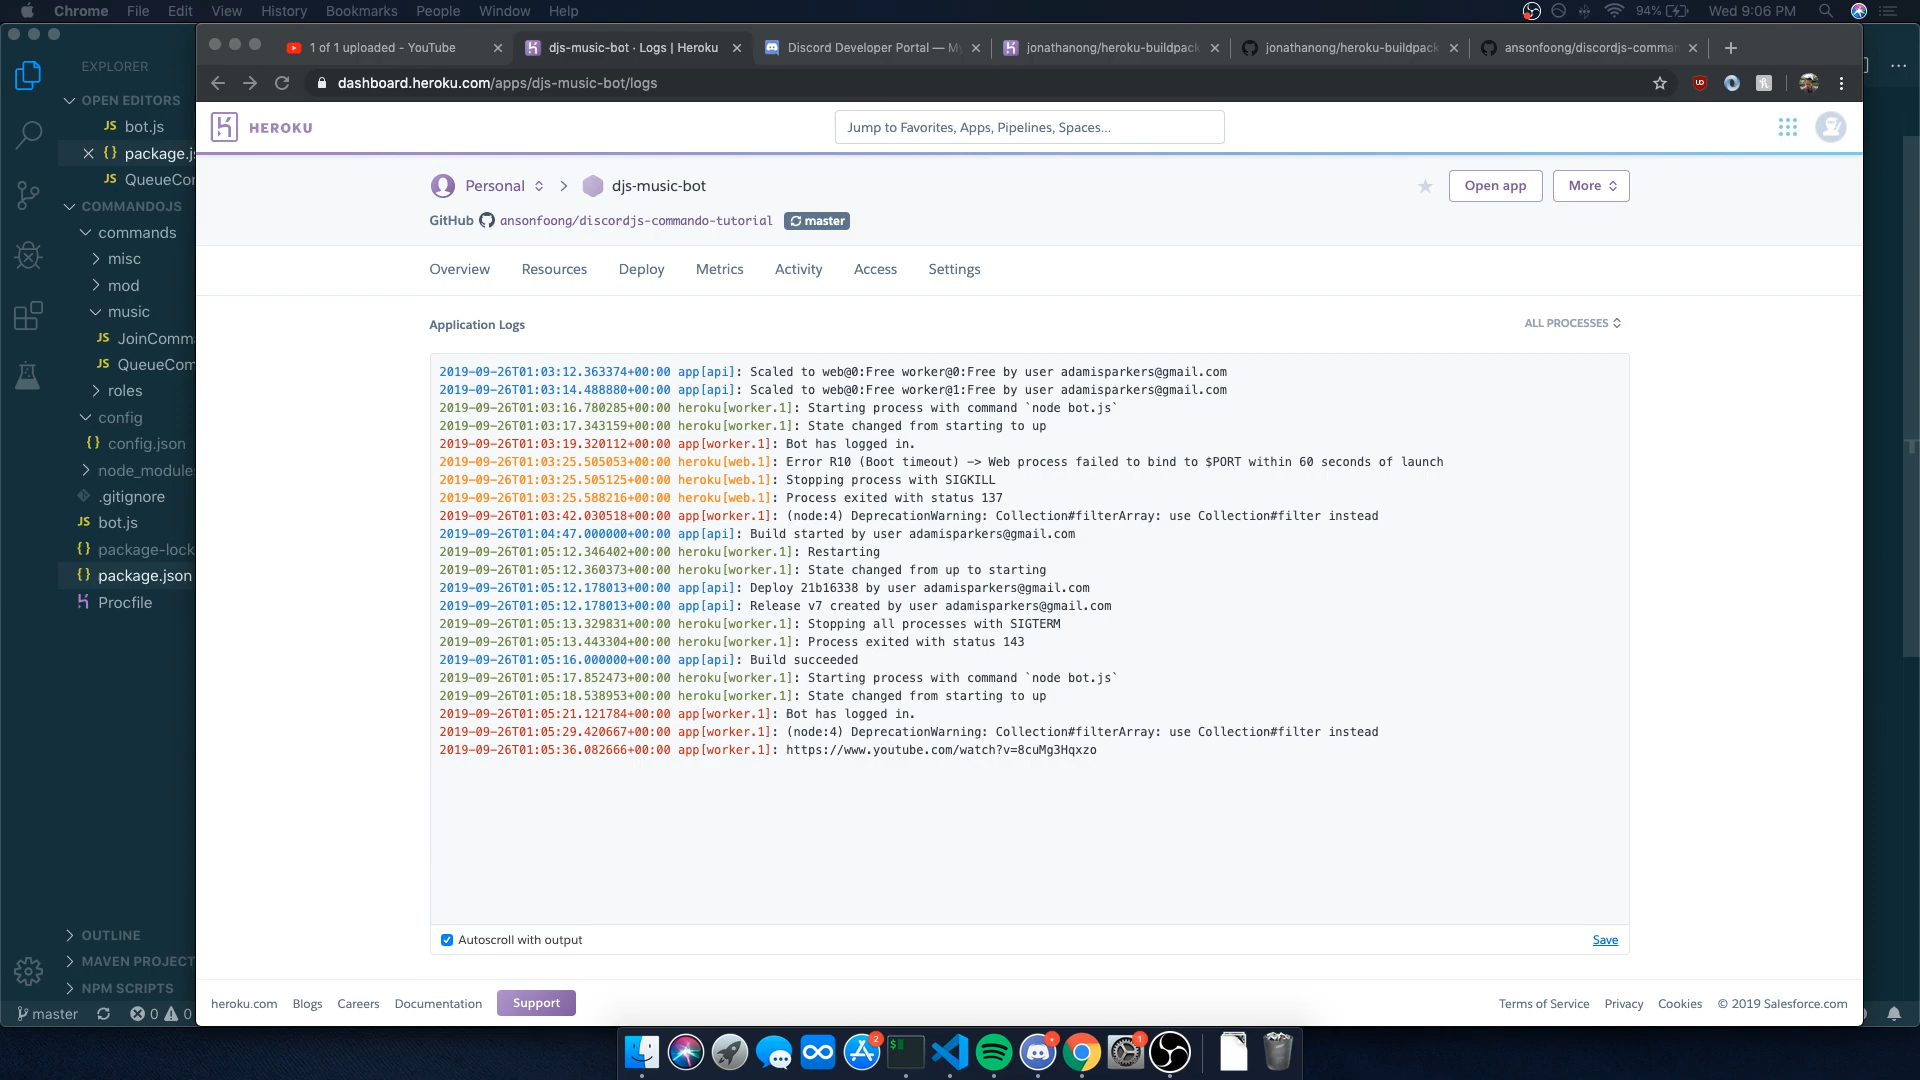 Chrome File Edit View History Bookmarks People Window Help 94% Wed 9:06 PM
1 of 1 uploaded - YouTube
djs-music-bot · Logs | Heroku
Discord Developer Portal — My
jonathanong/heroku-buildpack
jonathanong/heroku-buildpack
ansonfoong/discordjs-comman
dashboard.heroku.com/apps/djs-music-bot/logs
EXPLORER
OPEN EDITORS
JS bot.js
{} package.js
JS QueueCom
COMMANDOJS
commands
misc
mod
music
JS JoinComma
JS QueueCom
roles
config
{} config.json
node_modules
.gitignore
JS bot.js
{} package-lock
{} package.json
Procfile
OUTLINE
MAVEN PROJECT
NPM SCRIPTS
master 0 0
HEROKU
Jump to Favorites, Apps, Pipelines, Spaces...
Personal > djs-music-bot
Open app
More
GitHub ansonfoong/discordjs-commando-tutorial master
Overview Resources Deploy Metrics Activity Access Settings
Application Logs
ALL PROCESSES
2019-09-26T01:03:12.363374+00:00 app[api]: Scaled to web@0:Free worker@0:Free by user adamisparkers@gmail.com
2019-09-26T01:03:14.488880+00:00 app[api]: Scaled to web@0:Free worker@1:Free by user adamisparkers@gmail.com
2019-09-26T01:03:16.780285+00:00 heroku[worker.1]: Starting process with command `node bot.js`
2019-09-26T01:03:17.343159+00:00 heroku[worker.1]: State changed from starting to up
2019-09-26T01:03:19.320112+00:00 app[worker.1]: Bot has logged in.
2019-09-26T01:03:25.505053+00:00 heroku[web.1]: Error R10 (Boot timeout) -> Web process failed to bind to $PORT within 60 seconds of launch
2019-09-26T01:03:25.505125+00:00 heroku[web.1]: Stopping process with SIGKILL
2019-09-26T01:03:25.588216+00:00 heroku[web.1]: Process exited with status 137
2019-09-26T01:03:42.030518+00:00 app[worker.1]: (node:4) DeprecationWarning: Collection#filterArray: use Collection#filter instead
2019-09-26T01:04:47.000000+00:00 app[api]: Build started by user adamisparkers@gmail.com
2019-09-26T01:05:12.346402+00:00 heroku[worker.1]: Restarting
2019-09-26T01:05:12.360373+00:00 heroku[worker.1]: State changed from up to starting
2019-09-26T01:05:12.178013+00:00 app[api]: Deploy 21b16338 by user adamisparkers@gmail.com
2019-09-26T01:05:12.178013+00:00 app[api]: Release v7 created by user adamisparkers@gmail.com
2019-09-26T01:05:13.329831+00:00 heroku[worker.1]: Stopping all processes with SIGTERM
2019-09-26T01:05:13.443304+00:00 heroku[worker.1]: Process exited with status 143
2019-09-26T01:05:16.000000+00:00 app[api]: Build succeeded
2019-09-26T01:05:17.852473+00:00 heroku[worker.1]: Starting process with command `node bot.js`
2019-09-26T01:05:18.538953+00:00 heroku[worker.1]: State changed from starting to up
2019-09-26T01:05:21.121784+00:00 app[worker.1]: Bot has logged in.
2019-09-26T01:05:29.420667+00:00 app[worker.1]: (node:4) DeprecationWarning: Collection#filterArray: use Collection#filter instead
2019-09-26T01:05:36.082666+00:00 app[worker.1]: https://www.youtube.com/watch?v=8cuMg3Hqxzo
Autoscroll with output
Save
heroku.com Blogs Careers Documentation Support
Terms of Service Privacy Cookies © 2019 Salesforce.com
2
1